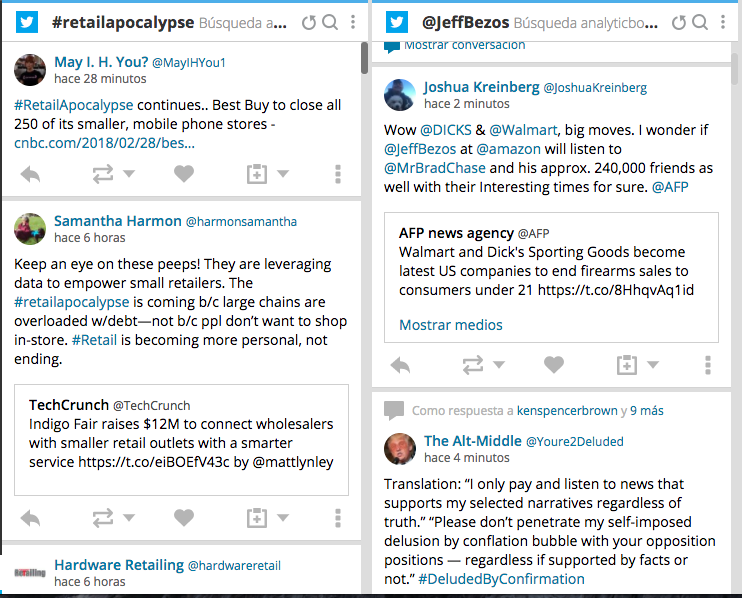 #retailapocalypse Búsqueda a...
May I. H. You? @MayIHYou1
hace 28 minutos
#RetailApocalypse continues.. Best Buy to close all
250 of its smaller, mobile phone stores -
cnbc.com/2018/02/28/bes...
Samantha Harmon @harmonsamantha
hace 6 horas
Keep an eye on these peeps! They are leveraging
data to empower small retailers. The
#retailapocalypse is coming b/c large chains are
overloaded w/debt—not b/c ppl don't want to shop
in-store. #Retail is becoming more personal, not
ending.
TechCrunch @TechCrunch
Indigo Fair raises $12M to connect wholesalers
with smaller retail outlets with a smarter
service https://t.co/eiBOEfV43c by @mattlynley
Hardware Retailing @hardwareretail
hace 6 horas
@JeffBezos Búsqueda analyticbo...
Mostrar conversación
Joshua Kreinberg @JoshuaKreinberg
hace 2 minutos
Wow @DICKS & @Walmart, big moves. I wonder if
@JeffBezos at @amazon will listen to
@MrBradChase and his approx. 240,000 friends as
well with their Interesting times for sure. @AFP
AFP news agency @AFP
Walmart and Dick's Sporting Goods become
latest US companies to end firearms sales to
consumers under 21 https://t.co/8HhqvAq1id
Mostrar medios
Como respuesta a kenspencerbrown y 9 más
The Alt-Middle @Youre2Deluded
hace 4 minutos
Translation: “I only pay and listen to news that
supports my selected narratives regardless of
truth.” “Please don't penetrate my self-imposed
delusion by conflation bubble with your opposition
positions — regardless if supported by facts or
not.” #DeludedByConfirmation